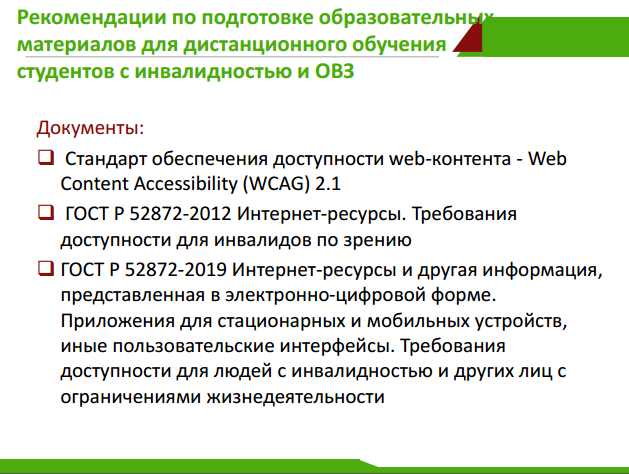 Рекомендации по подготовке образовательных
материалов для дистанционного обучения
студентов с инвалидностью и ОВЗ
Документы:
Стандарт обеспечения доступности web-контента - Web
Content Accessibility (WCAG) 2.1
ГОСТ Р 52872-2012 Интернет-ресурсы. Требования
доступности для инвалидов по зрению
ГОСТ Р 52872-2019 Интернет-ресурсы и другая информация,
представленная в электронно-цифровой форме.
Приложения для стационарных и мобильных устройств,
иные пользовательские интерфейсы. Требования
доступности для людей с инвалидностью и других лиц с
ограничениями жизнедеятельности